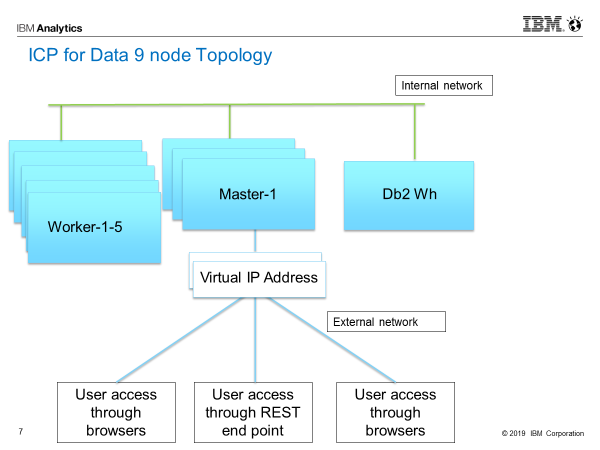 IBM Analytics
IBM
ICP for Data 9 node Topology
Internal network
Worker-1-5
Master-1
Db2 Wh
Virtual IP Address
External network
User access
through
browsers
User access
through REST
end point
User access
through
browsers
7
© 2019 IBM Corporation